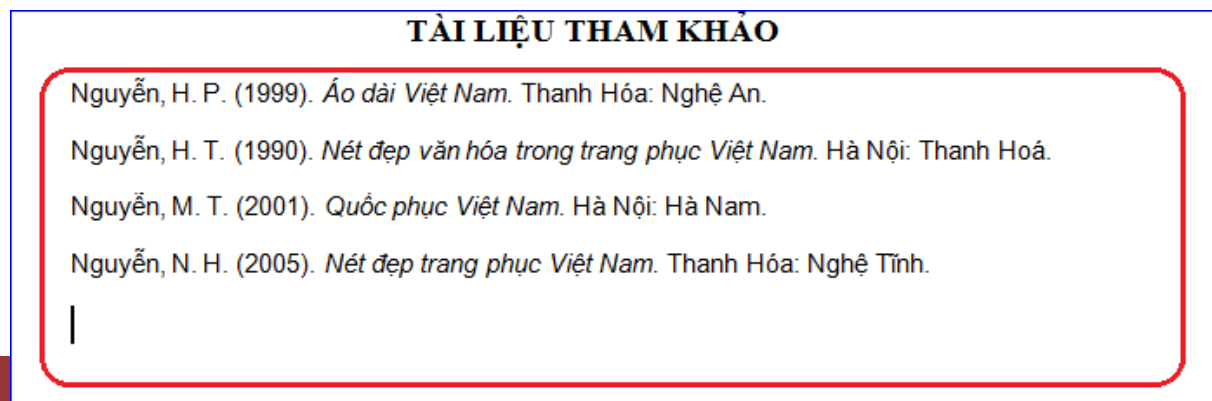 TÀI LIỆU THAM KHẢO
Nguyễn, H. P. (1999). Áo dài Việt Nam. Thanh Hóa: Nghệ An.
Nguyễn, H. T. (1990). Nét đẹp văn hóa trong trang phục Việt Nam. Hà Nội: Thanh Hoá.
Nguyễn, M. T. (2001). Quốc phục Việt Nam. Hà Nội: Hà Nam.
Nguyễn, N. H. (2005). Nét đẹp trang phục Việt Nam. Thanh Hóa: Nghệ Tĩnh.